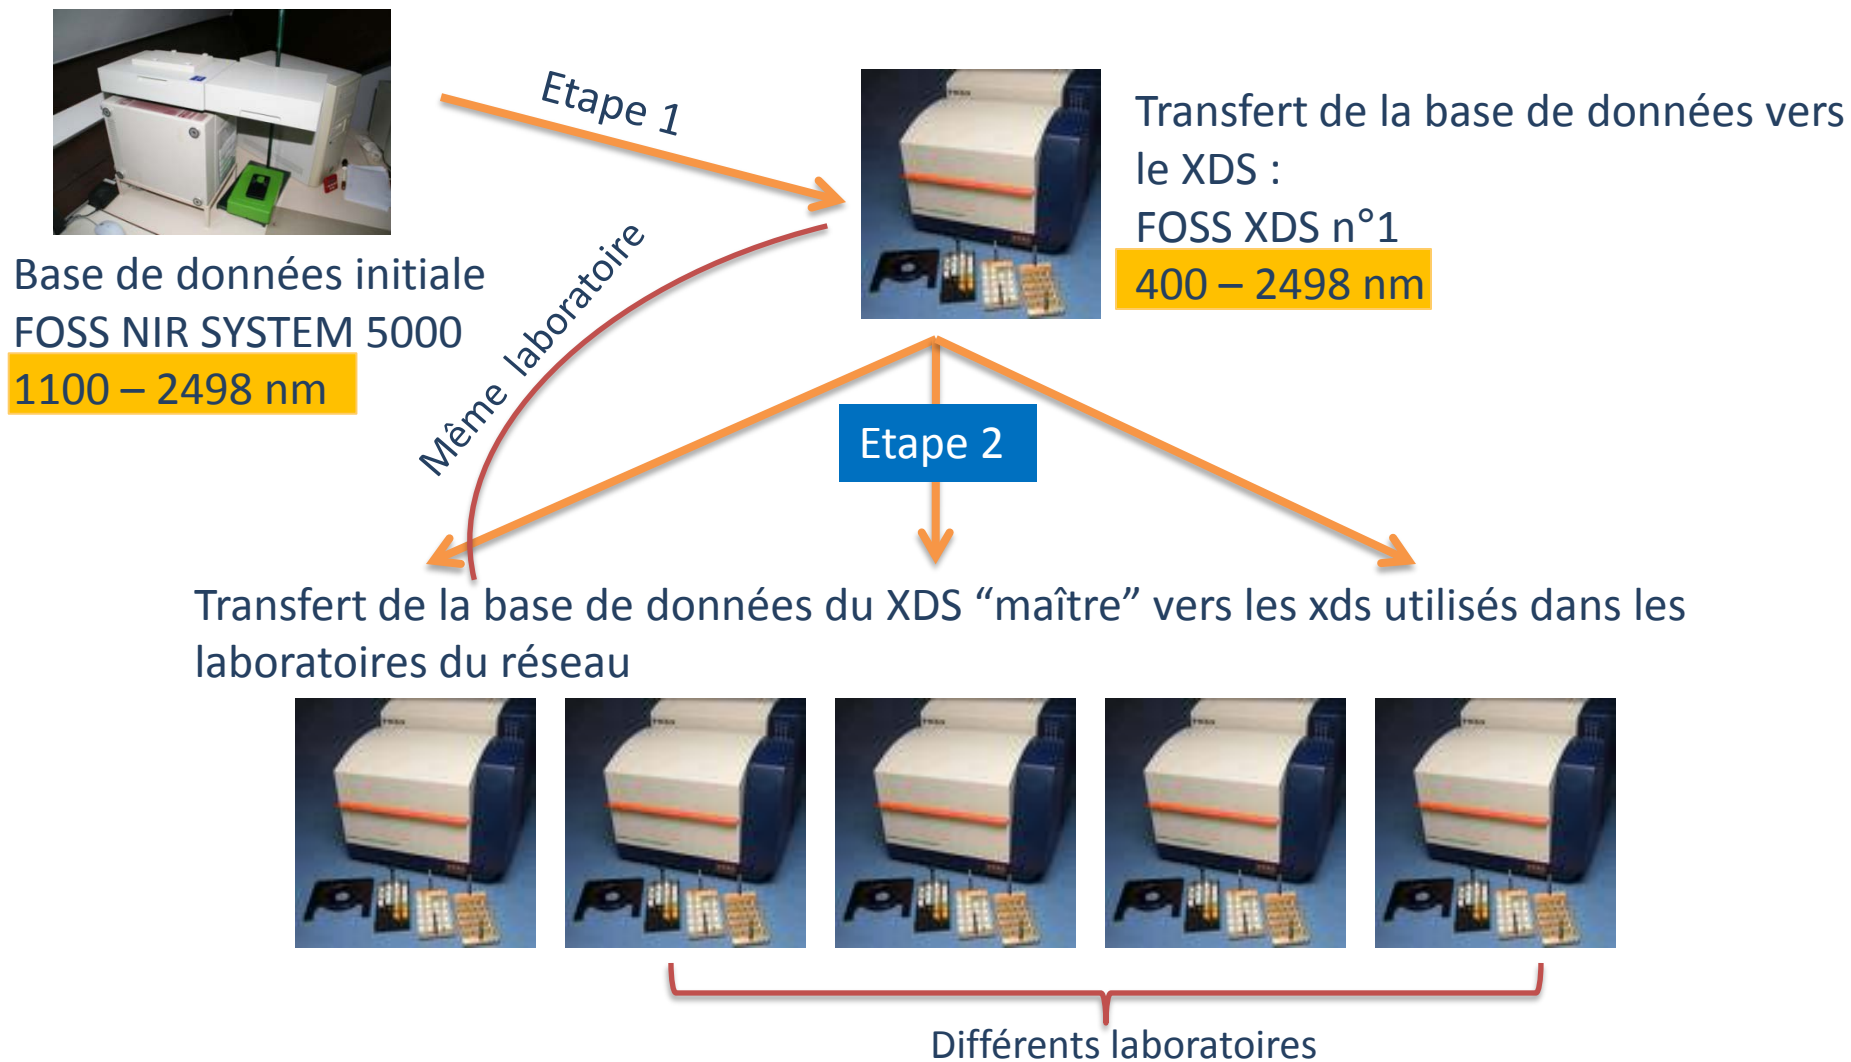 Etape 1
Transfert de la base de données vers
le XDS :
FOSS XDS n°1
400 – 2498 nm
Base de données initiale
FOSS NIR SYSTEM 5000
1100 – 2498 nm
Même laboratoire
Etape 2
Transfert de la base de données du XDS “maître” vers les xds utilisés dans les
laboratoires du réseau
Différents laboratoires